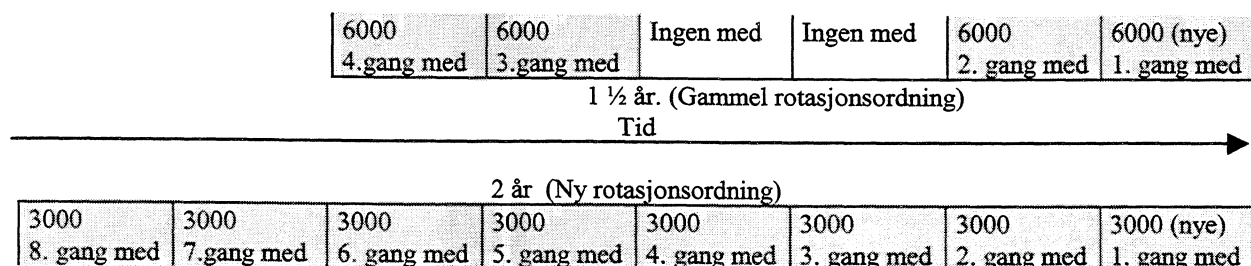 6000 6000 Ingen med Ingen med 6000 6000 (nye)
4.gang med 3.gang med 2. gang med 1. gang med
1 ½ år. (Gammel rotasjonsordning)
Tid
2 år (Ny rotasjonsordning)
3000 3000 3000 3000 3000 3000 3000 3000 (nye)
8. gang med 7.gang med 6. gang med 5. gang med 4. gang med 3. gang med 2. gang med 1. gang med